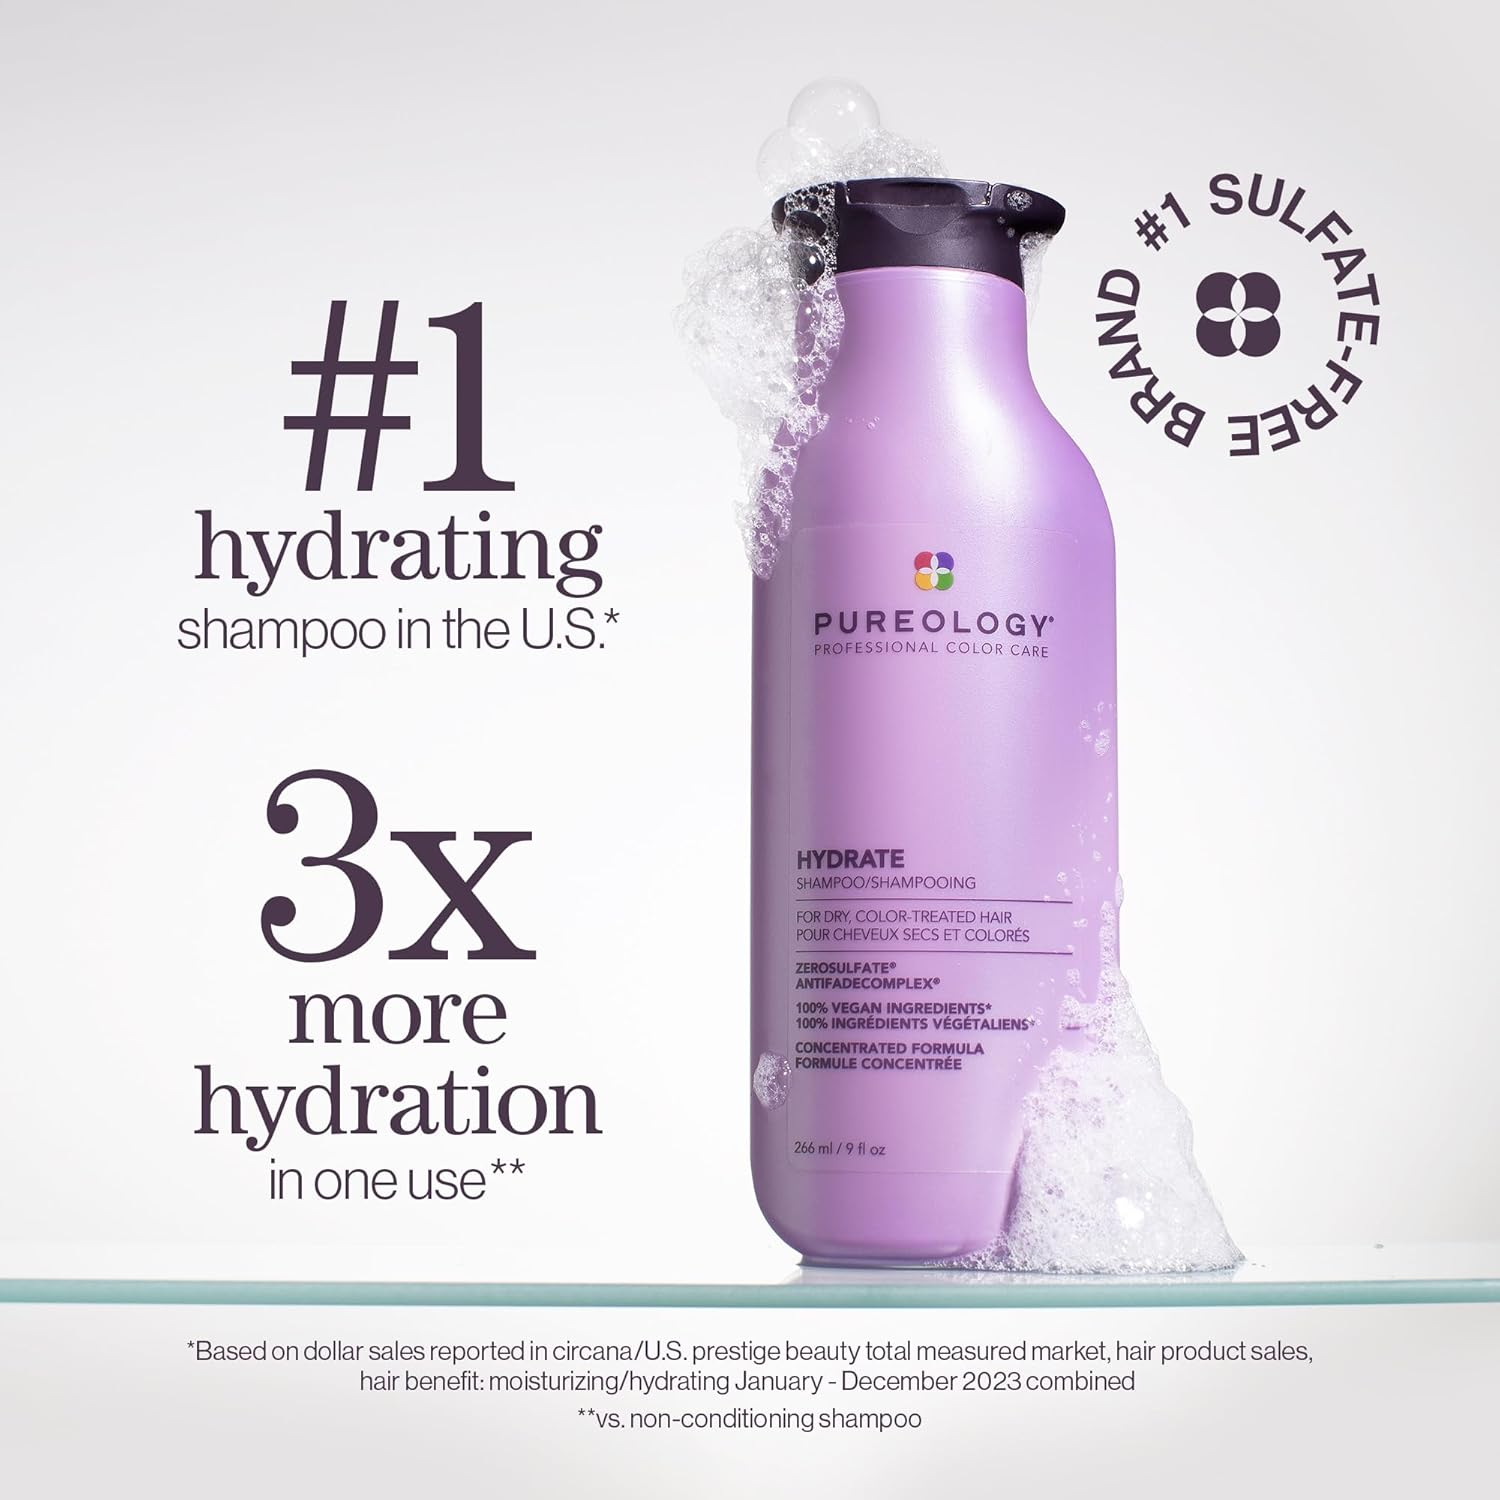 #1
hydrating
shampoo in the U.S.*
3x
more
hydration
in one use**
#1 SULFATE-FREE BRAND
PUREOLOGY®
PROFESSIONAL COLOR CARE
HYDRATE
SHAMPOO/SHAMPOOING
FOR DRY, COLOR-TREATED HAIR
POUR CHEVEUX SECS ET COLORÉS
ZEROSULFATE®
ANTIFADECOMPLEX®
100% VEGAN INGREDIENTS*
100% INGRÉDIENTS VÉGÉTALIENS*
CONCENTRATED FORMULA
FORMULE CONCENTRÉE
266 ml / 9 fl oz
*Based on dollar sales reported in circana/U.S. prestige beauty total measured market, hair product sales,
hair benefit: moisturizing/hydrating January - December 2023 combined
**vs. non-conditioning shampoo